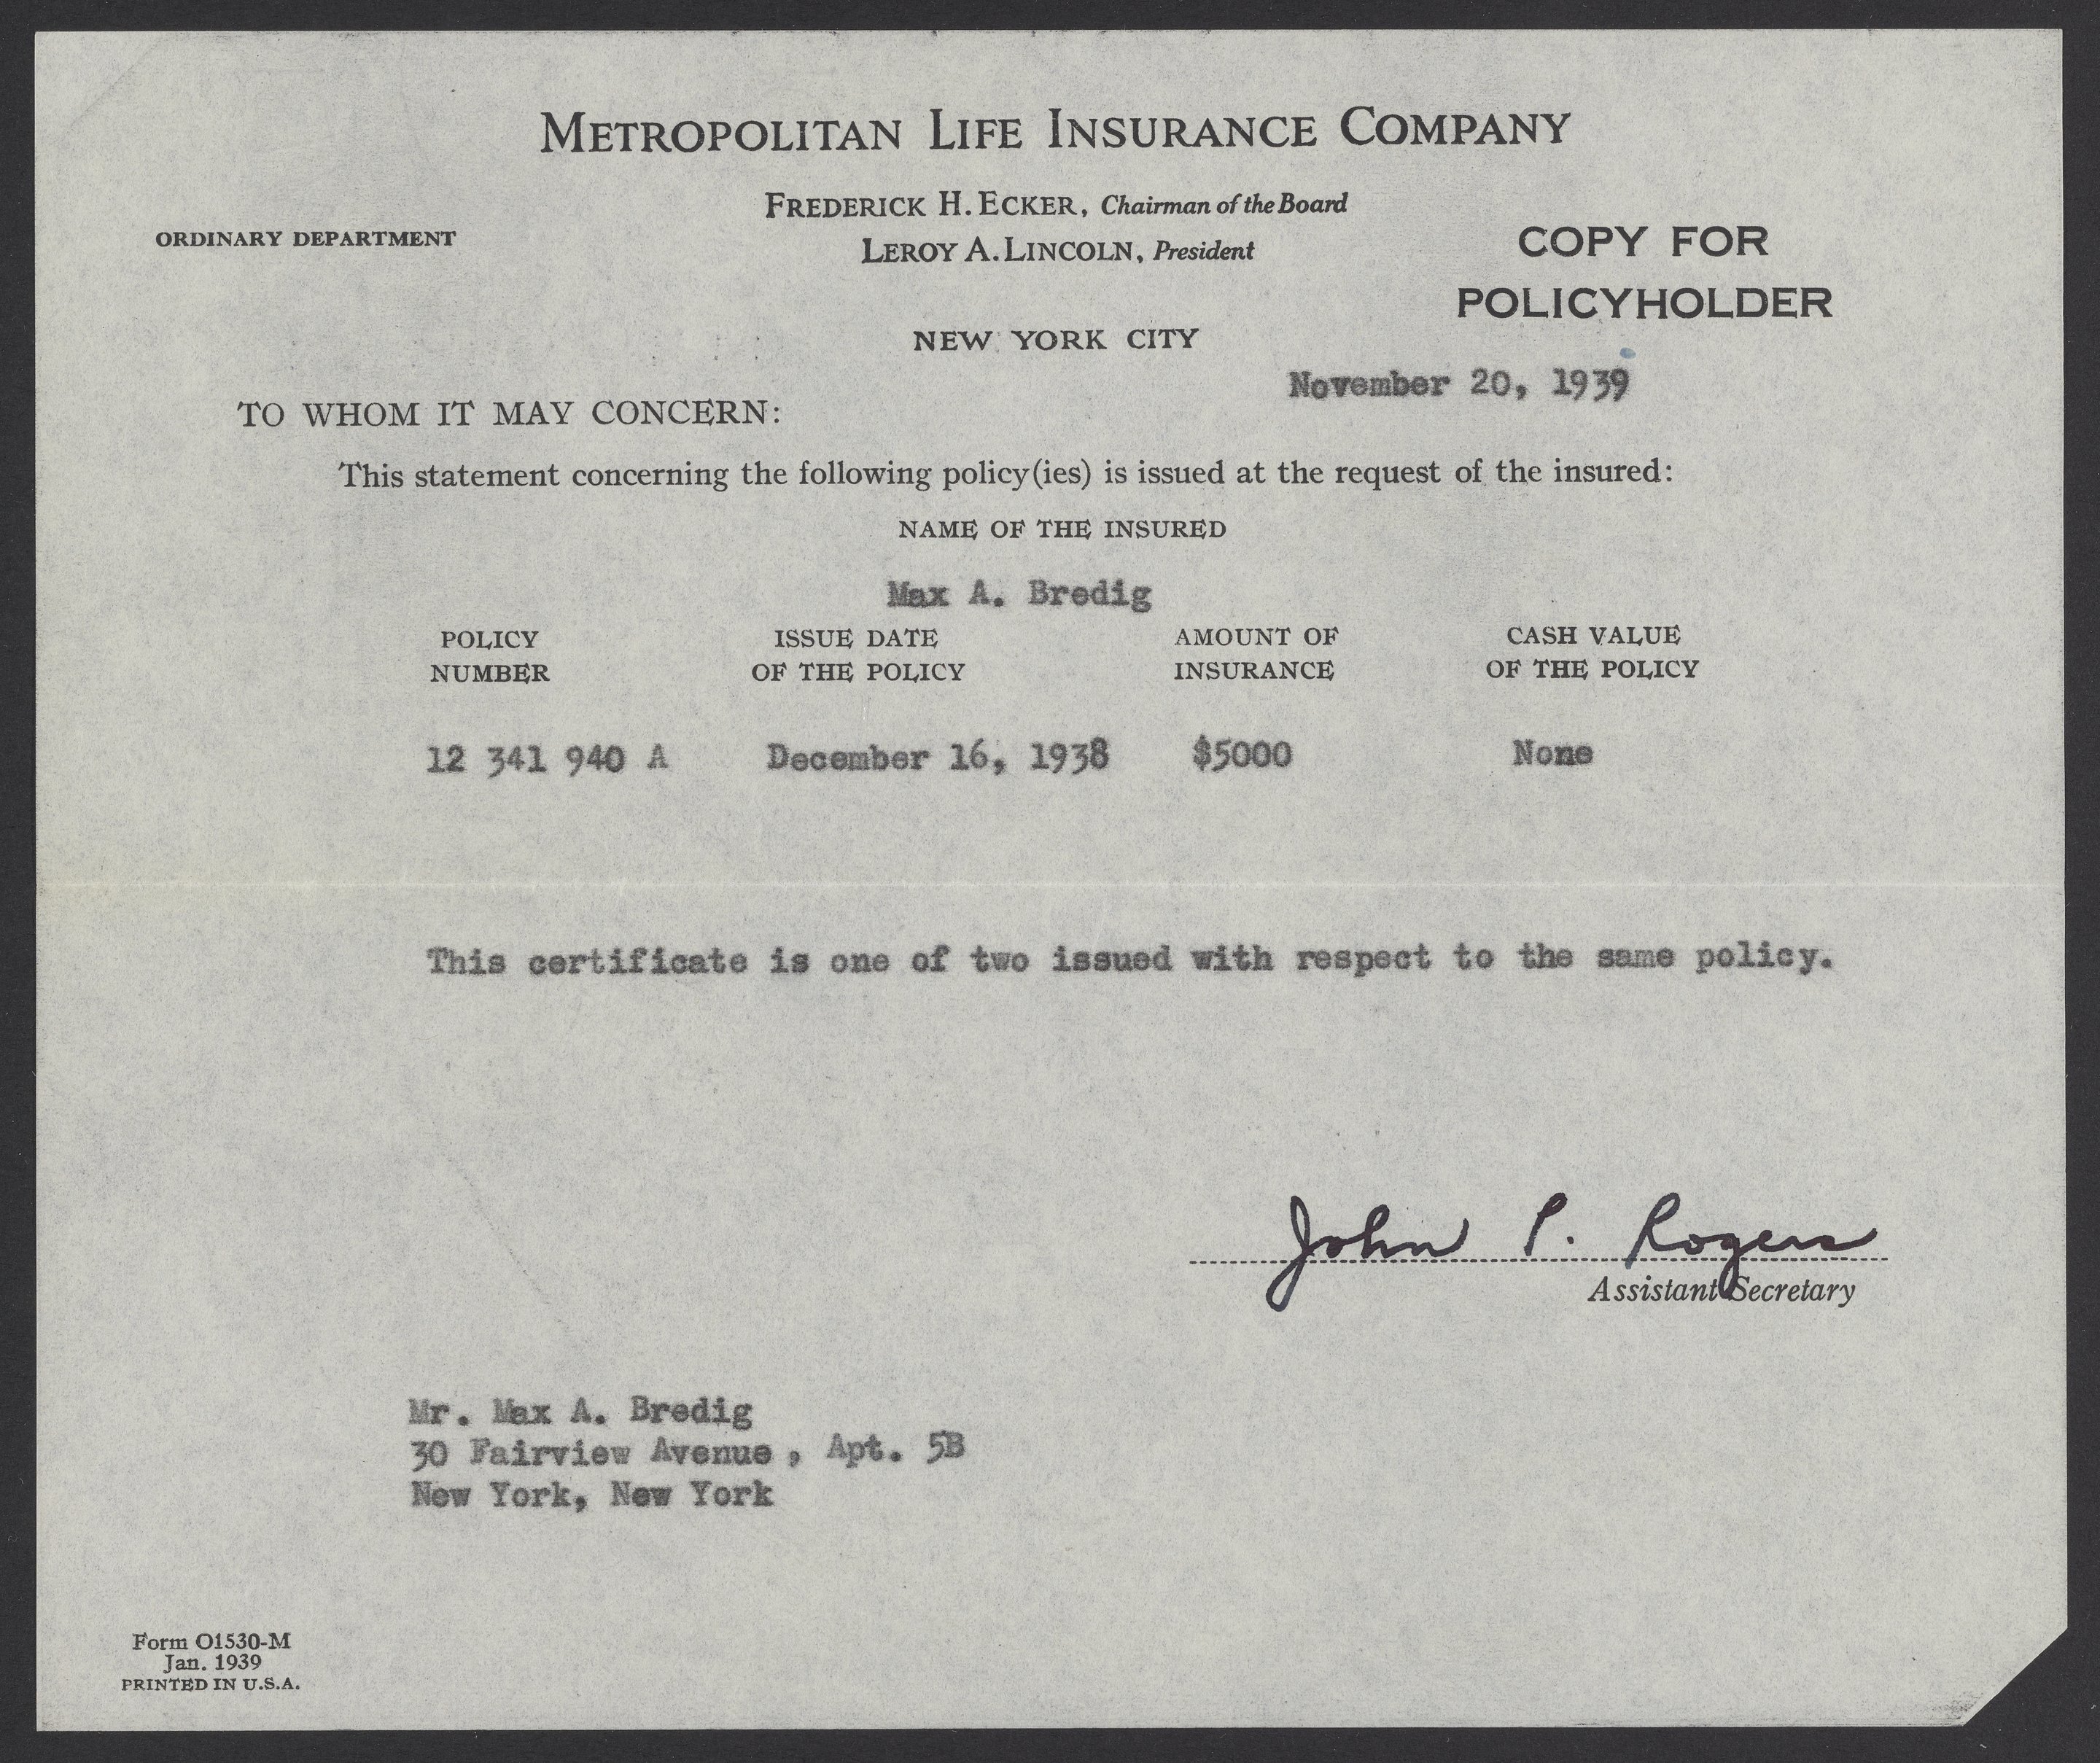 METROPOLITAN LIFE INSURANCE COMPANY
FREDERICK H. ECKER, Chairman of the Board
ORDINARY DEPARTMENT
LEROY A. LINCOLN, President
COPY FOR
POLICYHOLDER
NEW YORK CITY
November 20, 1939
TO WHOM IT MAY CONCERN:
This statement concerning the following policy(ies) is issued at the request of the insured:
NAME OF THE INSURED
Max A. Bredig
POLICY NUMBER
ISSUE DATE OF THE POLICY
AMOUNT OF INSURANCE
CASH VALUE OF THE POLICY
12 341 940 A December 16, 1938 $5000 None
This certificate is one of two issued with respect to the same policy.
John P. Rogers
Assistant Secretary
Mr. Max A. Bredig
30 Fairview Avenue, Apt. 5B
New York, New York
Form O1530-M
Jan. 1939
PRINTED IN U.S.A.